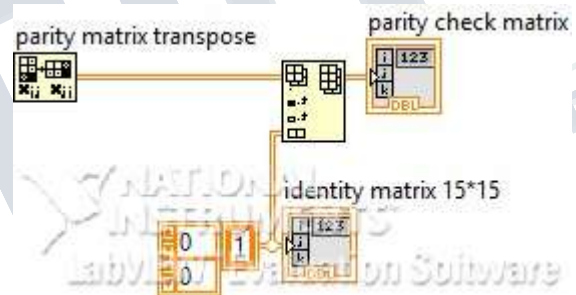 parity check matrix
parity matrix transpose
i 123
j
k
DBL
NATIONAL
INSTRUMENTS
identity matrix 15*15
0 1 i 123
0 j
k
LabVIEW Evaluation Software